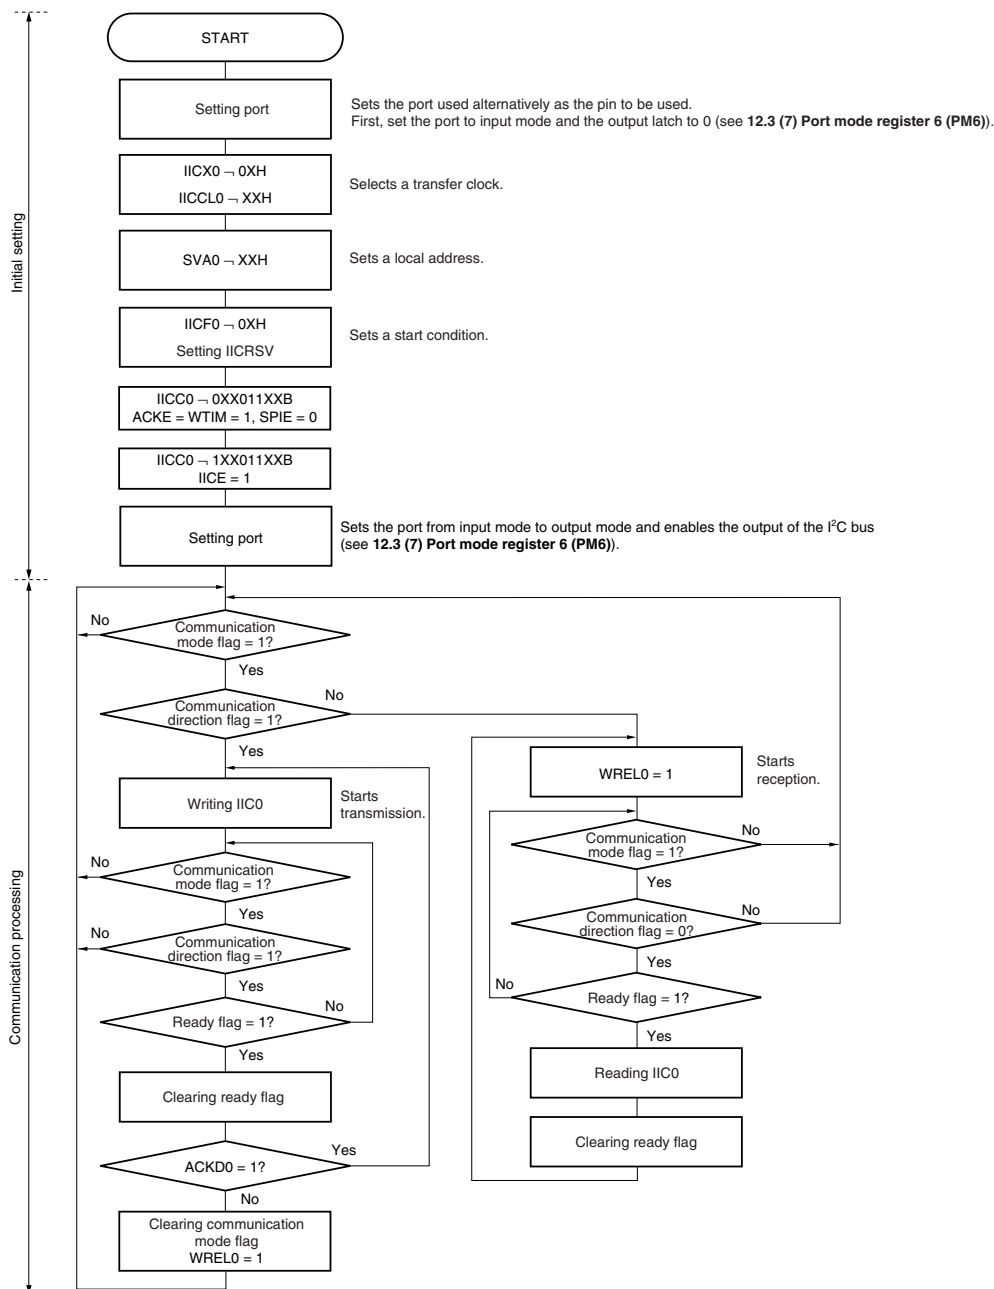 START
Setting port
Sets the port used alternatively as the pin to be used.
First, set the port to input mode and the output latch to 0 (see 12.3 (7) Port mode register 6 (PM6)).
IICX0 ¬ 0XH
IICCL0 ¬ XXH
Selects a transfer clock.
SVA0 ¬ XXH
Sets a local address.
IICF0 ¬ 0XH
Setting IICRSV
Sets a start condition.
IICC0 ¬ 0XX011XXB
ACKE = WTIM = 1, SPIE = 0
IICC0 ¬ 1XX011XXB
IICE = 1
Setting port
Sets the port from input mode to output mode and enables the output of the I²C bus
(see 12.3 (7) Port mode register 6 (PM6)).
Initial setting
Communication processing
No
Communication
mode flag = 1?
Yes
Communication
direction flag = 1?
No
Yes
Writing IIC0
Starts
transmission.
No
Communication
mode flag = 1?
Yes
No
Communication
direction flag = 1?
Yes
Ready flag = 1?
No
Yes
Clearing ready flag
ACKD0 = 1?
Yes
No
Clearing communication
mode flag
WREL0 = 1
WREL0 = 1
Starts
reception.
Communication
mode flag = 1?
No
Yes
Communication
direction flag = 0?
No
Yes
No
Ready flag = 1?
Yes
Reading IIC0
Clearing ready flag